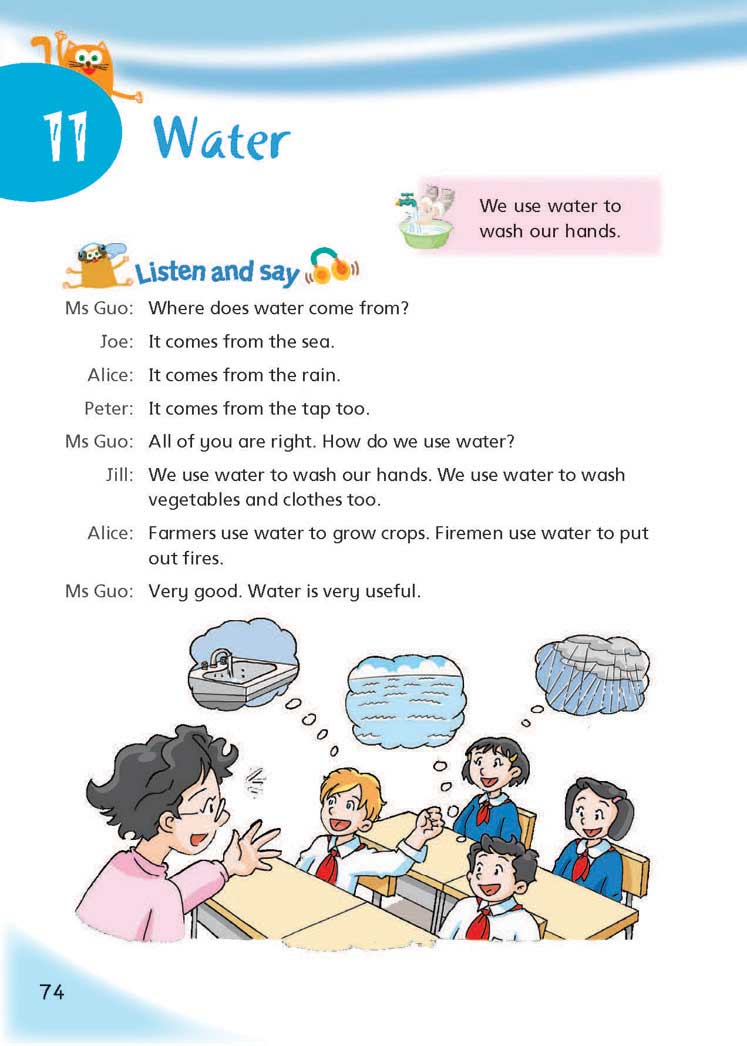 11
Water
We use water to
wash our hands.
Listen and say
Ms Guo: Where does water come from?
Joe: It comes from the sea.
Alice: It comes from the rain.
Peter: It comes from the tap too.
Ms Guo: All of you are right. How do we use water?
Jill: We use water to wash our hands. We use water to wash
vegetables and clothes too.
Alice: Farmers use water to grow crops. Firemen use water to put
out fires.
Ms Guo: Very good. Water is very useful.
74